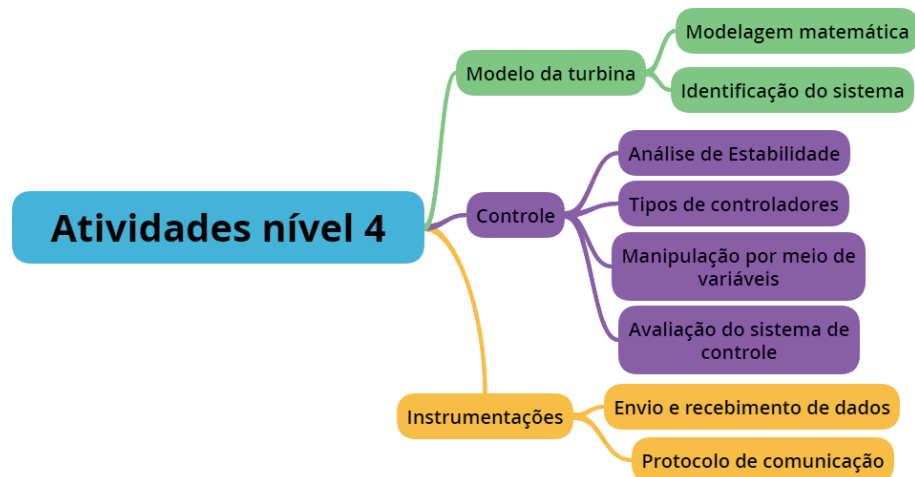 Atividades nível 4
Modelo da turbina
Modelagem matemática
Identificação do sistema
Controle
Análise de Estabilidade
Tipos de controladores
Manipulação por meio de
variáveis
Avaliação do sistema de
controle
Instrumentações
Envio e recebimento de dados
Protocolo de comunicação